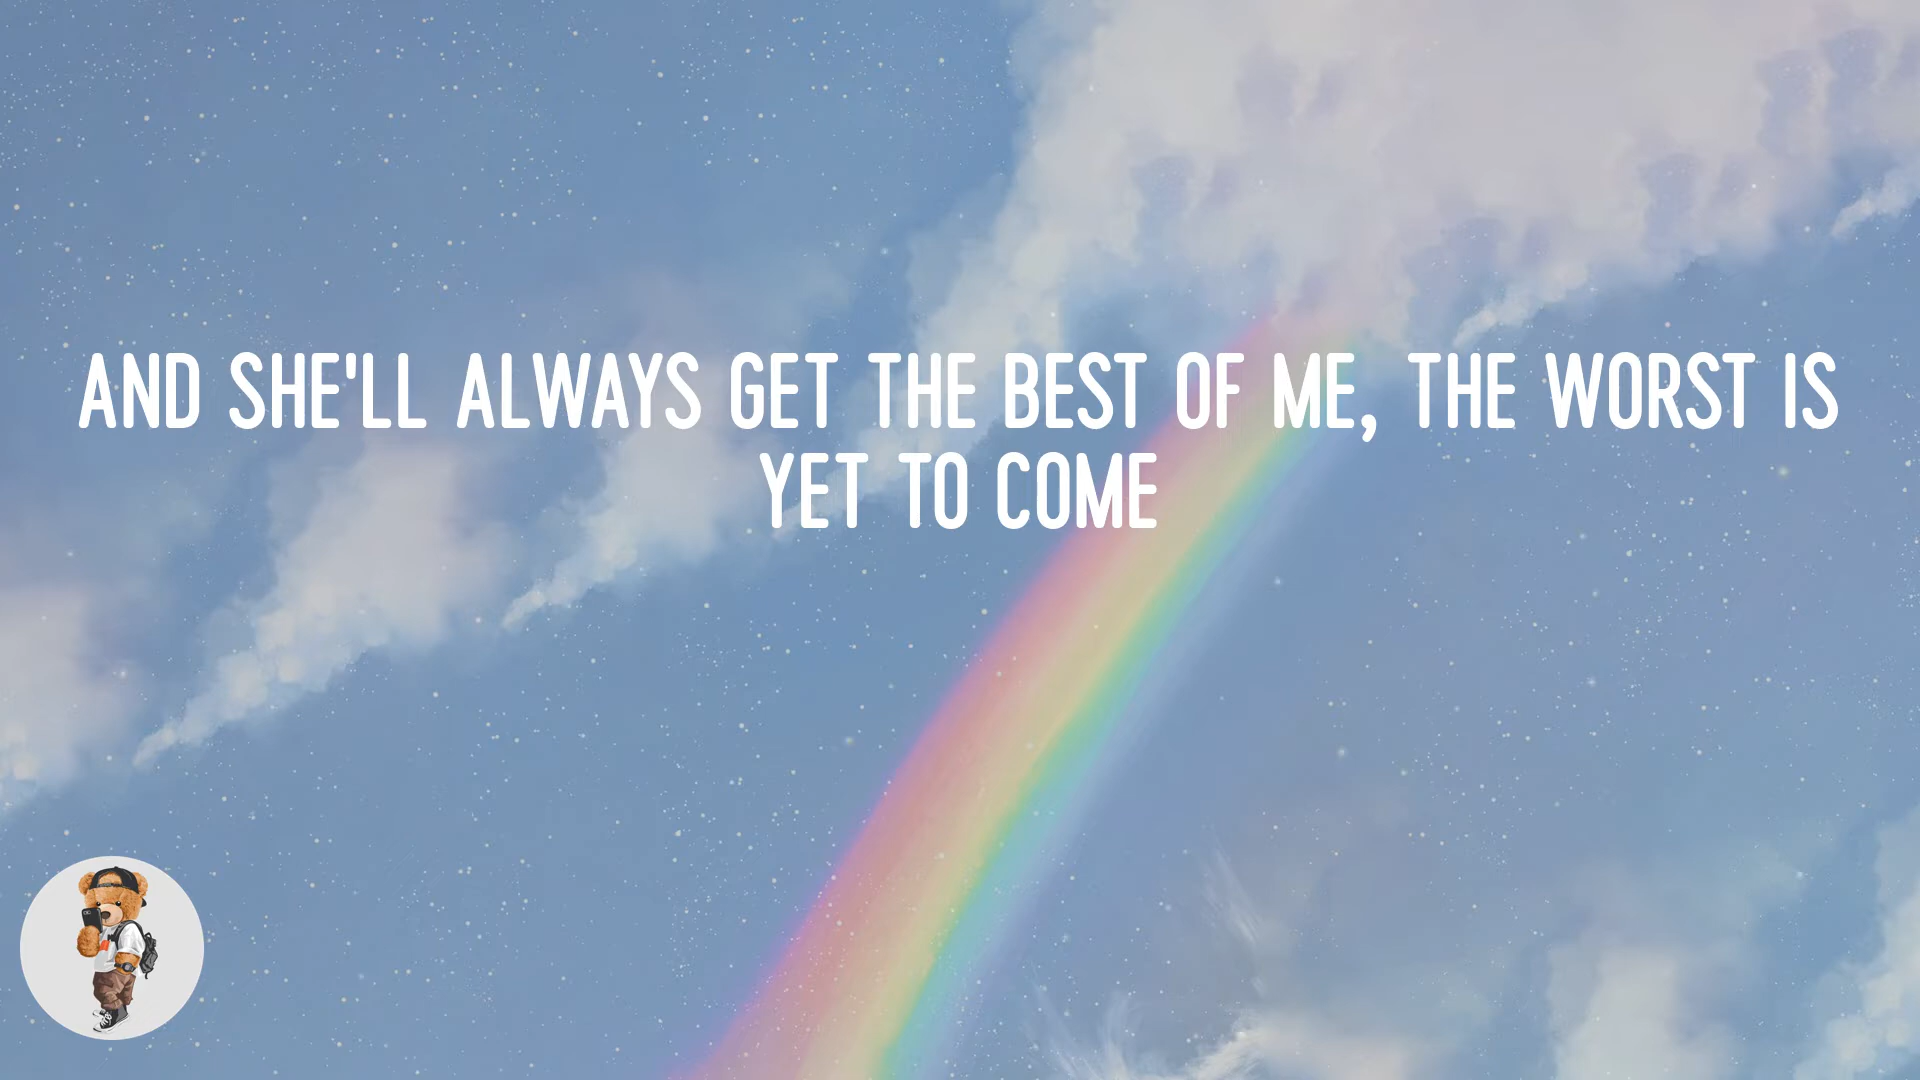 AND SHE'LL ALWAYS GET THE BEST OF ME, THE WORST IS
YET TO COME